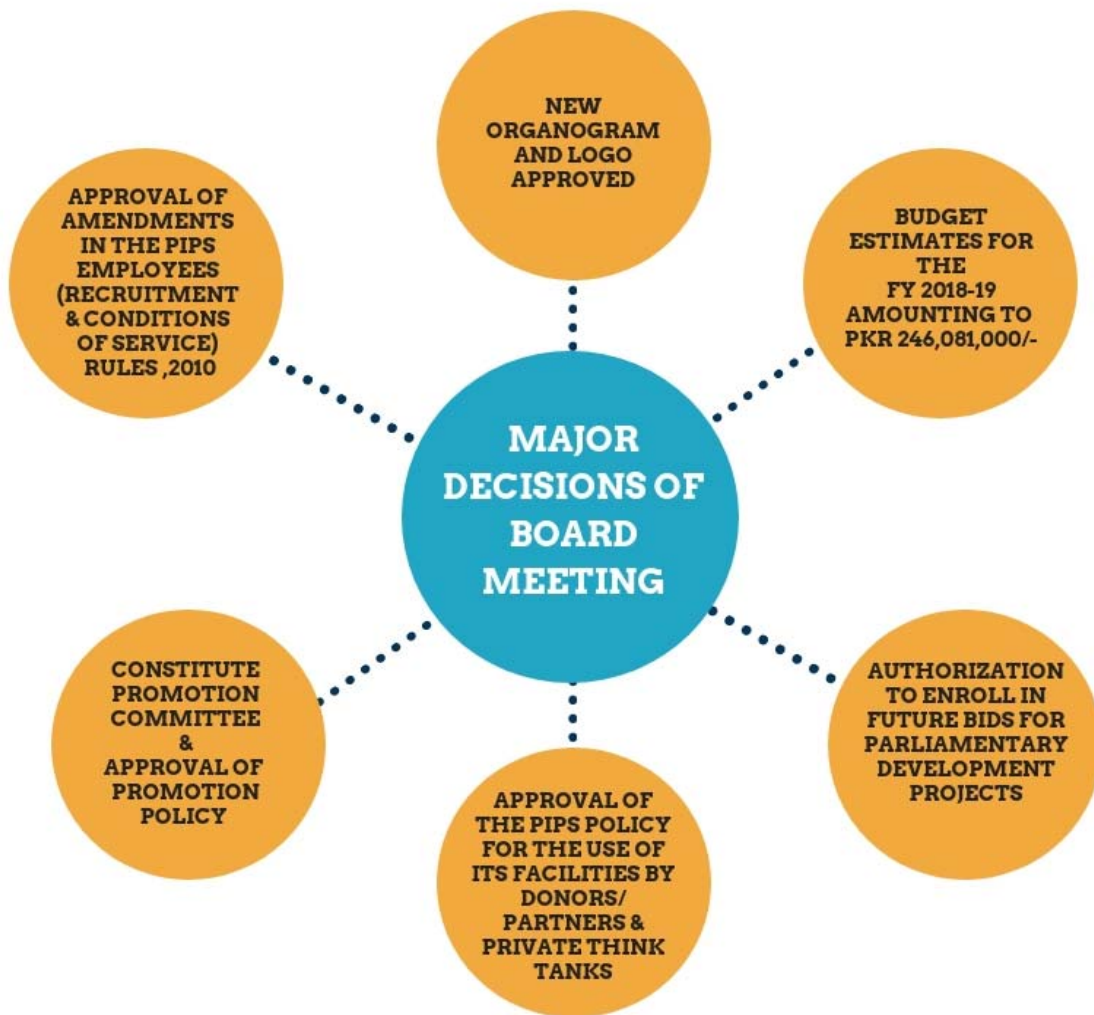 NEW
ORGANOGRAM
AND LOGO
APPROVED
APPROVAL OF
AMENDMENTS
IN THE PIPS
EMPLOYEES
(RECRUITMENT
& CONDITIONS
OF SERVICE)
RULES ,2010
BUDGET
ESTIMATES FOR
THE
FY 2018-19
AMOUNTING TO
PKR 246,081,000/-
MAJOR
DECISIONS OF
BOARD
MEETING
CONSTITUTE
PROMOTION
COMMITTEE
&
APPROVAL OF
PROMOTION
POLICY
AUTHORIZATION
TO ENROLL IN
FUTURE BIDS FOR
PARLIAMENTARY
DEVELOPMENT
PROJECTS
APPROVAL OF
THE PIPS POLICY
FOR THE USE OF
ITS FACILITIES BY
DONORS/
PARTNERS &
PRIVATE THINK
TANKS